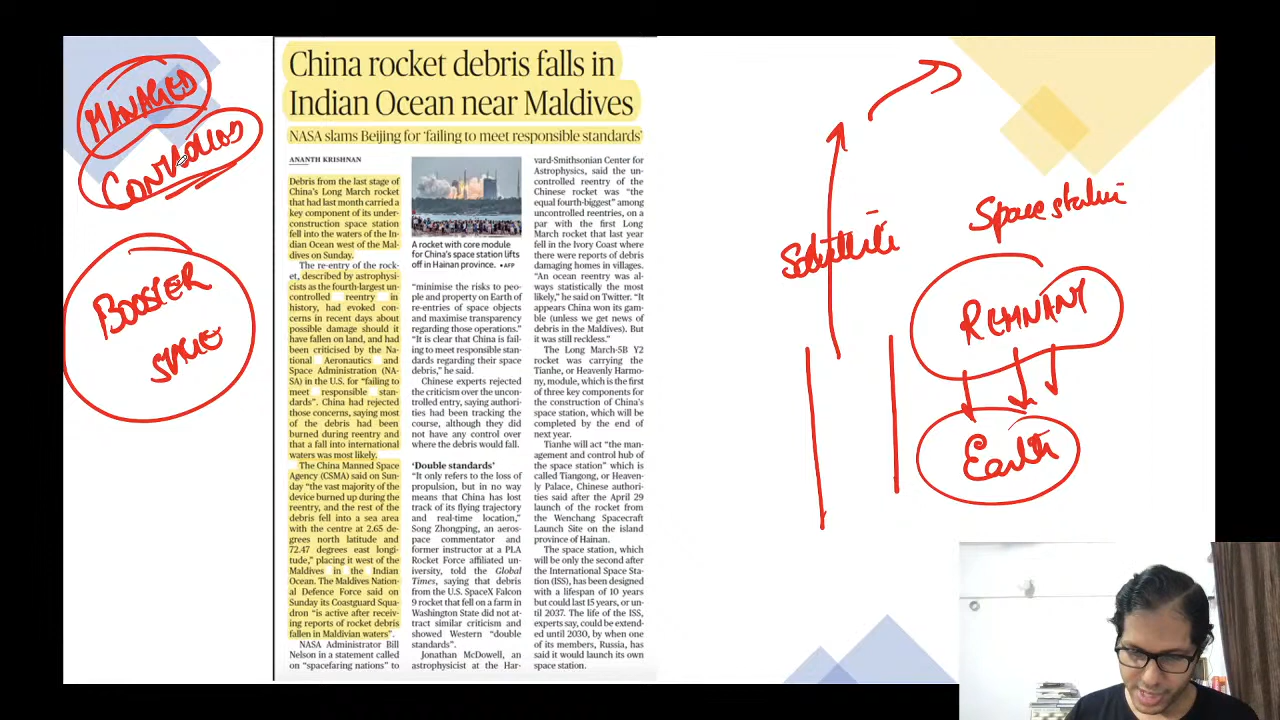 MANAGED
CONTROLLED
BOOSTER
STAGE
China rocket debris falls in
Indian Ocean near Maldives
NASA slams Beijing for ‘failing to meet responsible standards’
ANANTH KRISHNAN
Debris from the last stage of
China’s Long March rocket
that had last month carried a
key component of its under-
construction space station
fell into the waters of the In-
dian Ocean west of the Mal-
dives on Sunday.
The re-entry of the rock-
et, described by astrophysi-
cists as the fourth-largest un-
controlled reentry in
history, had evoked con-
cerns in recent days about
possible damage should it
have fallen on land, and had
been criticised by the Na-
tional Aeronautics and
Space Administration (NA-
SA) in the U.S. for “failing to
meet responsible stan-
dards”. China had rejected
those concerns, saying most
of the debris had been
burned during reentry and
that a fall into international
waters was most likely.
The China Manned Space
Agency (CSMA) said on Sun-
day “the vast majority of the
device burned up during the
reentry, and the rest of the
debris fell into a sea area
with the centre at 2.65 de-
grees north latitude and
72.47 degrees east longi-
tude,” placing it west of the
Maldives in the Indian
Ocean. The Maldives Nation-
al Defence Force said on
Sunday its Coastguard Squa-
dron “is active after receiv-
ing reports of rocket debris
fallen in Maldivian waters”.
NASA Administrator Bill
Nelson in a statement called
on “spacefaring nations” to
A rocket with core module
for China’s space station lifts
off in Hainan province. •AFP
“minimise the risks to peo-
ple and property on Earth of
re-entries of space objects
and maximise transparency
regarding those operations.”
“It is clear that China is fail-
ing to meet responsible stan-
dards regarding their space
debris,” he said.
Chinese experts rejected
the criticism over the uncon-
trolled entry, saying authori-
ties had been tracking the
course, although they did
not have any control over
where the debris would fall.
‘Double standards’
“It only refers to the loss of
propulsion, but in no way
means that China has lost
track of its flying trajectory
and real-time location,”
Song Zhongping, an aeros-
pace commentator and
former instructor at a PLA
Rocket Force affiliated un-
iversity, told the Global
Times, saying that debris
from the U.S. SpaceX Falcon
9 rocket that fell on a farm in
Washington State did not at-
tract similar criticism and
showed Western “double
standards”.
Jonathan McDowell, an
astrophysicist at the Har-
vard-Smithsonian Center for
Astrophysics, said the un-
controlled reentry of the
Chinese rocket was “the
equal fourth-biggest” among
uncontrolled reentries, on a
par with the first Long
March rocket that last year
fell in the Ivory Coast where
there were reports of debris
damaging homes in villages.
“An ocean reentry was al-
ways statistically the most
likely,” he said on Twitter. “It
appears China won its gam-
ble (unless we get news of
debris in the Maldives). But
it was still reckless.”
The Long March-5B Y2
rocket was carrying the
Tianhe, or Heavenly Harmo-
ny, module, which is the first
of three key components for
the construction of China’s
space station, which will be
completed by the end of
next year.
Tianhe will act “the man-
agement and control hub of
the space station” which is
called Tiangong, or Heaven-
ly Palace, Chinese authori-
ties said after the April 29
launch of the rocket from
the Wenchang Spacecraft
Launch Site on the island
province of Hainan.
The space station, which
will be only the second after
the International Space Sta-
tion (ISS), has been designed
with a lifespan of 10 years
but could last 15 years, or un-
til 2037. The life of the ISS,
experts say, could be extend-
ed until 2030, by when one
of its members, Russia, has
said it would launch its own
space station.
Satellite
Space station
REMNANT
Earth